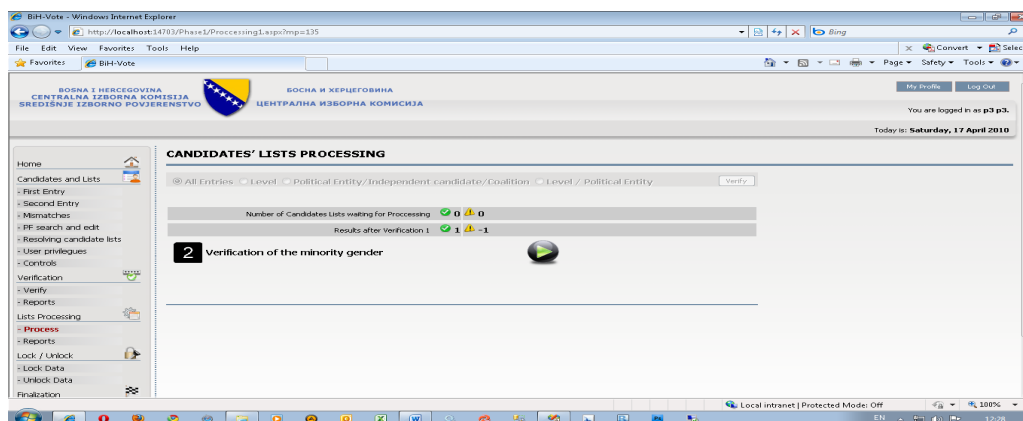 BiH-Vote - Windows Internet Explorer
http://localhost:14703/Phase1/Proccessing1.aspx?mp=135
Bing
File Edit View Favorites Tools Help
x Convert Selec
Favorites BiH-Vote
Page Safety Tools
BOSNA I HERCEGOVINA
CENTRALNA IZBORNA KOMISIJA
SREDIŠNJE IZBORNO POVJERENSTVO
БОСНА И ХЕРЦЕГОВИНА
ЦЕНТРАЛНА ИЗБОРНА КОМИСИЈА
My Profile Log Out
You are logged in as p3 p3.
Today is: Saturday, 17 April 2010
Home
Candidates and Lists
- First Entry
- Second Entry
- Mismatches
- PF search and edit
- Resolving candidate lists
- User privlegues
- Controls
Verification
- Verify
- Reports
Lists Processing
- Process
- Reports
Lock / Unlock
- Lock Data
- Unlock Data
Finalization
CANDIDATES' LISTS PROCESSING
All Entries Level Political Entity/Independent candidate/Coalition Level / Political Entity Verify
Number of Candidates Lists waiting for Proccessing 0 0
Results after Verification 1 1 -1
2 Verification of the minority gender
Local intranet | Protected Mode: Off 100%
EN 12:28